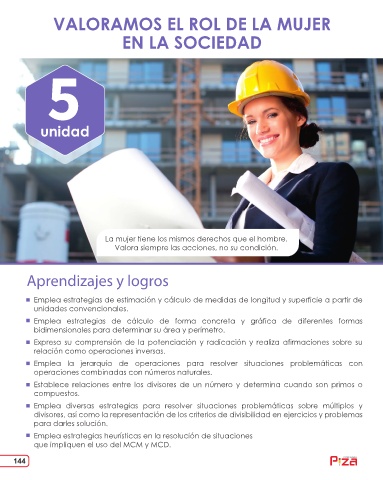 VALORAMOS EL ROL DE LA MUJER
EN LA SOCIEDAD
5
unidad
La mujer tiene los mismos derechos que el hombre.
Valora siempre las acciones, no su condición.
Aprendizajes y logros
Emplea estrategias de estimación y cálculo de medidas de longitud y superficie a partir de
unidades convencionales.
Emplea estrategias de cálculo de forma concreta y gráfica de diferentes formas
bidimensionales para determinar su área y perímetro.
Expresa su comprensión de la potenciación y radicación y realiza afirmaciones sobre su
relación como operaciones inversas.
Emplea la jerarquía de operaciones para resolver situaciones problemáticas con
operaciones combinadas con números naturales.
Establece relaciones entre los divisores de un número y determina cuando son primos o
compuestos.
Emplea diversas estrategias para resolver situaciones problemáticas sobre múltiplos y
divisores, así como la representación de los criterios de divisibilidad en ejercicios y problemas
para darles solución.
Emplea estrategias heurísticas en la resolución de situaciones
que impliquen el uso del MCM y MCD.
144